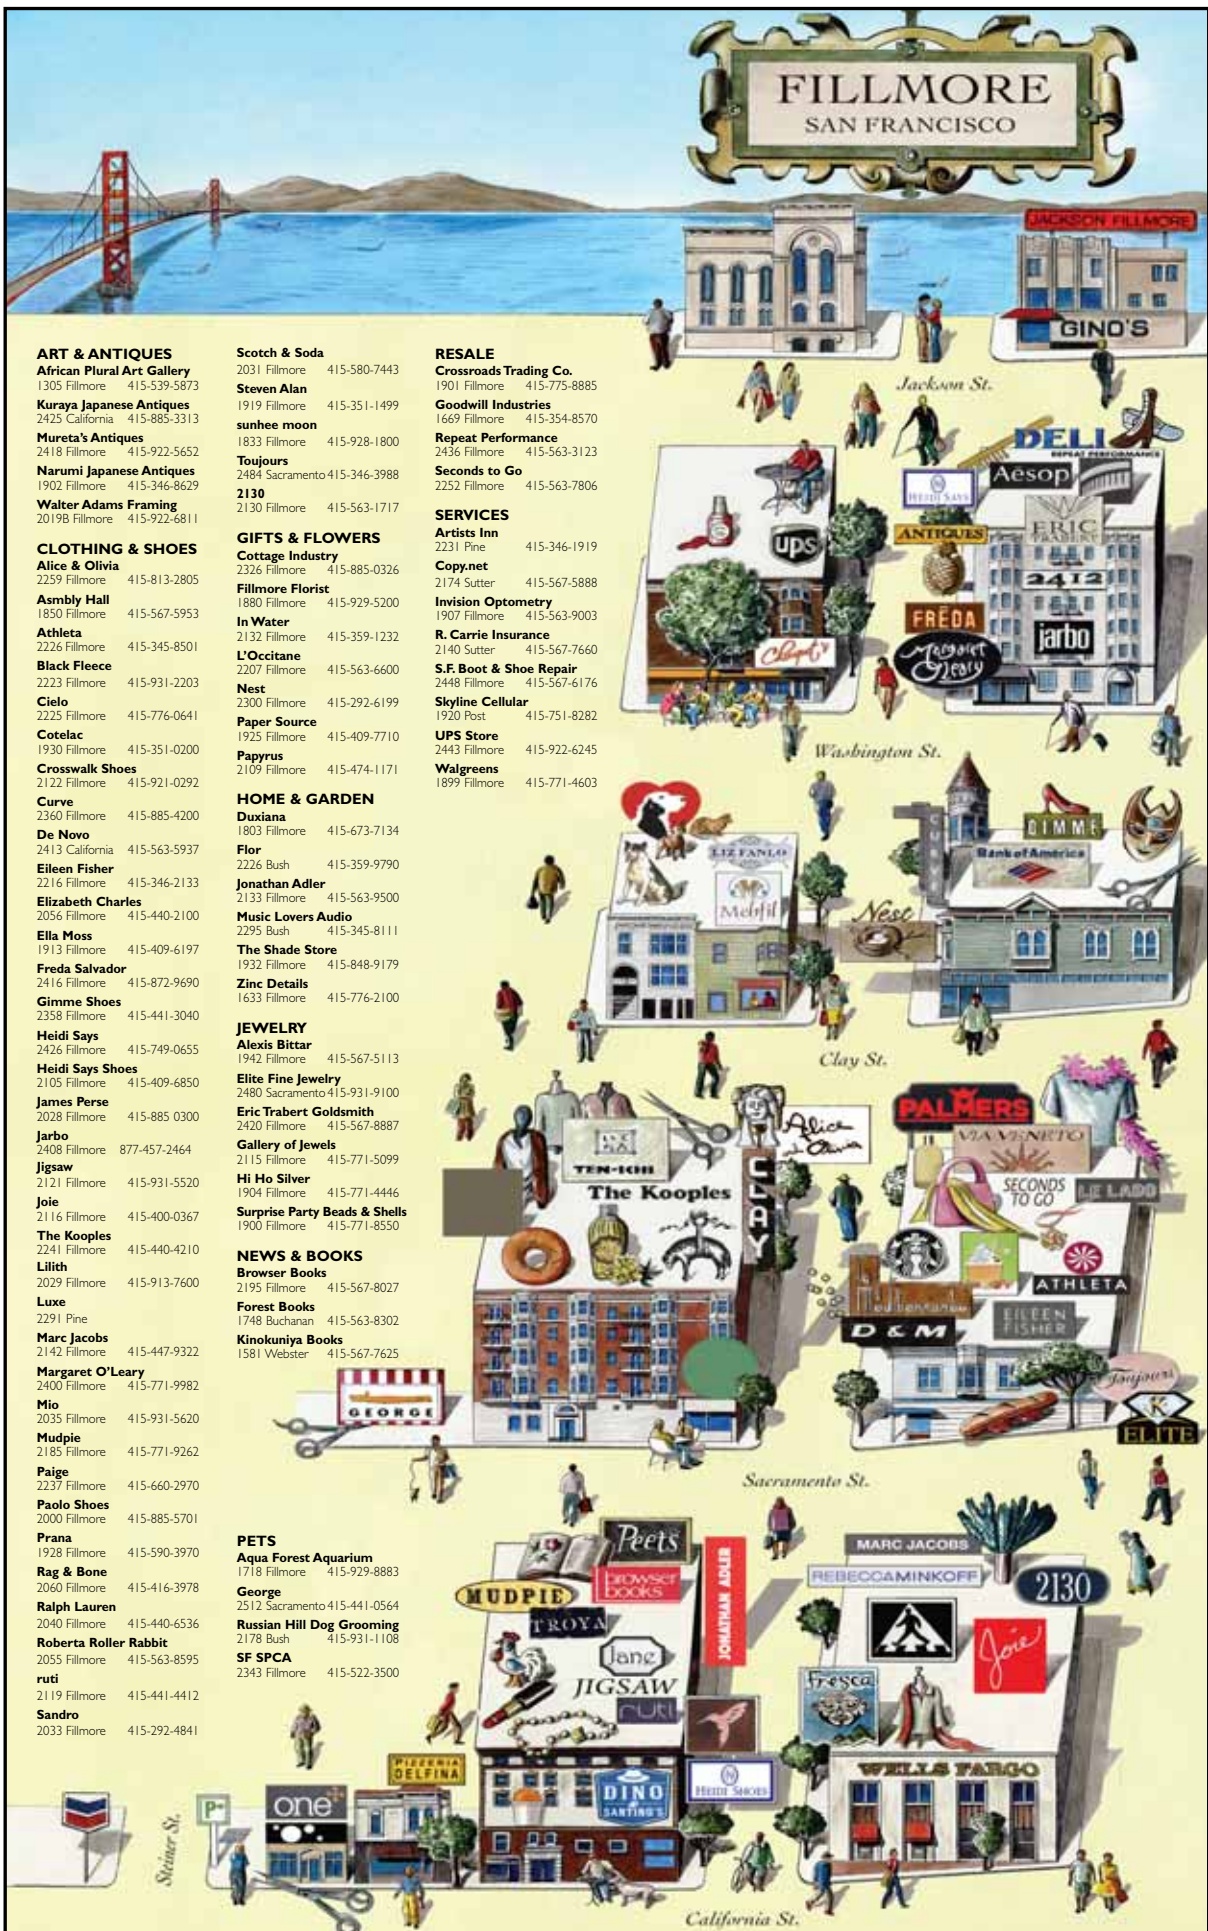 FILLMORE
SAN FRANCISCO
JACKSON FILLMORE
GINO'S
Jackson St.
ART & ANTIQUES
African Plural Art Gallery
1305 Fillmore 415-539-5873
Kuraya Japanese Antiques
2425 California 415-885-3313
Mureta's Antiques
2418 Fillmore 415-922-5652
Narumi Japanese Antiques
1902 Fillmore 415-346-8629
Walter Adams Framing
2019B Fillmore 415-922-6811
CLOTHING & SHOES
Alice & Olivia
2259 Fillmore 415-813-2805
Asmbly Hall
1850 Fillmore 415-567-5953
Athleta
2226 Fillmore 415-345-8501
Black Fleece
2223 Fillmore 415-931-2203
Cielo
2225 Fillmore 415-776-0641
Cotelac
1930 Fillmore 415-351-0200
Crosswalk Shoes
2122 Fillmore 415-921-0292
Curve
2360 Fillmore 415-885-4200
De Novo
2413 California 415-563-5937
Eileen Fisher
2216 Fillmore 415-346-2133
Elizabeth Charles
2056 Fillmore 415-440-2100
Ella Moss
1913 Fillmore 415-409-6197
Freda Salvador
2416 Fillmore 415-872-9690
Gimme Shoes
2358 Fillmore 415-441-3040
Heidi Says
2426 Fillmore 415-749-0655
Heidi Says Shoes
2105 Fillmore 415-409-6850
James Perse
2028 Fillmore 415-885 0300
Jarbo
2408 Fillmore 877-457-2464
Jigsaw
2121 Fillmore 415-931-5520
Joie
2116 Fillmore 415-400-0367
The Kooples
2241 Fillmore 415-440-4210
Lilith
2029 Fillmore 415-913-7600
Luxe
2291 Pine
Marc Jacobs
2142 Fillmore 415-447-9322
Margaret O'Leary
2400 Fillmore 415-771-9982
Mio
2035 Fillmore 415-931-5620
Mudpie
2185 Fillmore 415-771-9262
Paige
2237 Fillmore 415-660-2970
Paolo Shoes
2000 Fillmore 415-885-5701
Prana
1928 Fillmore 415-590-3970
Rag & Bone
2060 Fillmore 415-416-3978
Ralph Lauren
2040 Fillmore 415-440-6536
Roberta Roller Rabbit
2055 Fillmore 415-563-8595
ruti
2119 Fillmore 415-441-4412
Sandro
2033 Fillmore 415-292-4841
Scotch & Soda
2031 Fillmore 415-580-7443
Steven Alan
1919 Fillmore 415-351-1499
sunhee moon
1833 Fillmore 415-928-1800
Toujours
2484 Sacramento 415-346-3988
2130
2130 Fillmore 415-563-1717
GIFTS & FLOWERS
Cottage Industry
2326 Fillmore 415-885-0326
Fillmore Florist
1880 Fillmore 415-929-5200
In Water
2132 Fillmore 415-359-1232
L'Occitane
2207 Fillmore 415-563-6600
Nest
2300 Fillmore 415-292-6199
Paper Source
1925 Fillmore 415-409-7710
Papyrus
2109 Fillmore 415-474-1171
HOME & GARDEN
Duxiana
1803 Fillmore 415-673-7134
Flor
2226 Bush 415-359-9790
Jonathan Adler
2133 Fillmore 415-563-9500
Music Lovers Audio
2295 Bush 415-345-8111
The Shade Store
1932 Fillmore 415-848-9179
Zinc Details
1633 Fillmore 415-776-2100
JEWELRY
Alexis Bittar
1942 Fillmore 415-567-5113
Elite Fine Jewelry
2480 Sacramento 415-931-9100
Eric Trabert Goldsmith
2420 Fillmore 415-567-8887
Gallery of Jewels
2115 Fillmore 415-771-5099
Hi Ho Silver
1904 Fillmore 415-771-4446
Surprise Party Beads & Shells
1900 Fillmore 415-771-8550
NEWS & BOOKS
Browser Books
2195 Fillmore 415-567-8027
Forest Books
1748 Buchanan 415-563-8302
Kinokuniya Books
1581 Webster 415-567-7625
PETS
Aqua Forest Aquarium
1718 Fillmore 415-929-8883
George
2512 Sacramento 415-441-0564
Russian Hill Dog Grooming
2178 Bush 415-931-1108
SF SPCA
2343 Fillmore 415-522-3500
RESALE
Crossroads Trading Co.
1901 Fillmore 415-775-8885
Goodwill Industries
1669 Fillmore 415-354-8570
Repeat Performance
2436 Fillmore 415-563-3123
Seconds to Go
2252 Fillmore 415-563-7806
SERVICES
Artists Inn
2231 Pine 415-346-1919
Copy.net
2174 Sutter 415-567-5888
Invision Optometry
1907 Fillmore 415-563-9003
R. Carrie Insurance
2140 Sutter 415-567-7660
S.F. Boot & Shoe Repair
2448 Fillmore 415-567-6176
Skyline Cellular
1920 Post 415-751-8282
UPS Store
2443 Fillmore 415-922-6245
Walgreens
1899 Fillmore 415-771-4603
DELI
REPEAT PERFORMANCE
Aēsop
HEIDI SAYS
ups
ANTIQUES
ERIC
TRABERT
2412
FRĒDA
jarbo
Margaret
O'Leary
Chouquet's
Washington St.
GIMME
CURVE
LIZ FANLO
Bank of America
Mehfil
Nest
Clay St.
PALMERS
Alice
Olivia
VIA VENETO
TEN-ICHI
The Kooples
CLAY
SECONDS
TO GO
LE LABO
ATHLETA
Mediterranee
EILEEN
FISHER
D & M
Toujours
K
ELITE
GEORGE
Sacramento St.
Peets
MARC JACOBS
browser
books
JONATHAN ADLER
REBECCAMINKOFF
2130
MUDPIE
TROYA
Jane
Joie
JIGSAW
ruti
Fresca
PIZZERIA
DELFINA
WELLS FARGO
HEIDI SHOES
DINO
SANTINO'S
P
one
Steiner St.
California St.